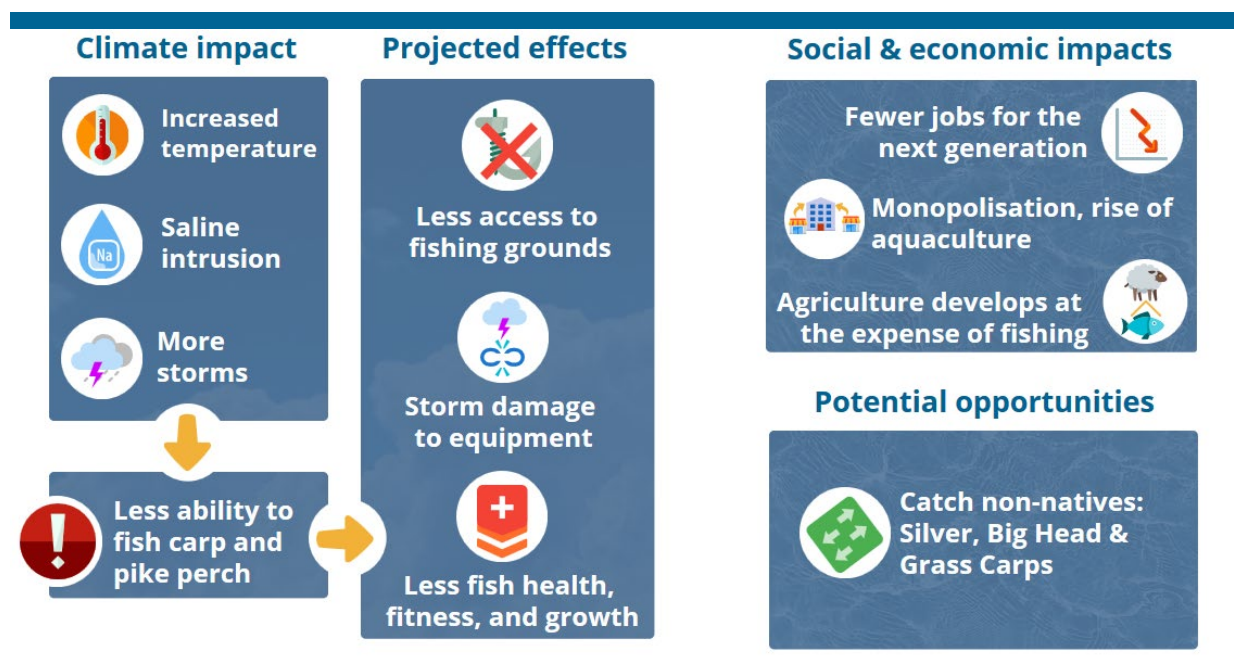 Climate impact
Increased
temperature
Na
Saline
intrusion
More
storms
Less ability to
fish carp and
pike perch
Projected effects
Less access to
fishing grounds
Storm damage
to equipment
Less fish health,
fitness, and growth
Social & economic impacts
Fewer jobs for the
next generation
Monopolisation, rise of
aquaculture
Agriculture develops at
the expense of fishing
Potential opportunities
Catch non-natives:
Silver, Big Head &
Grass Carps